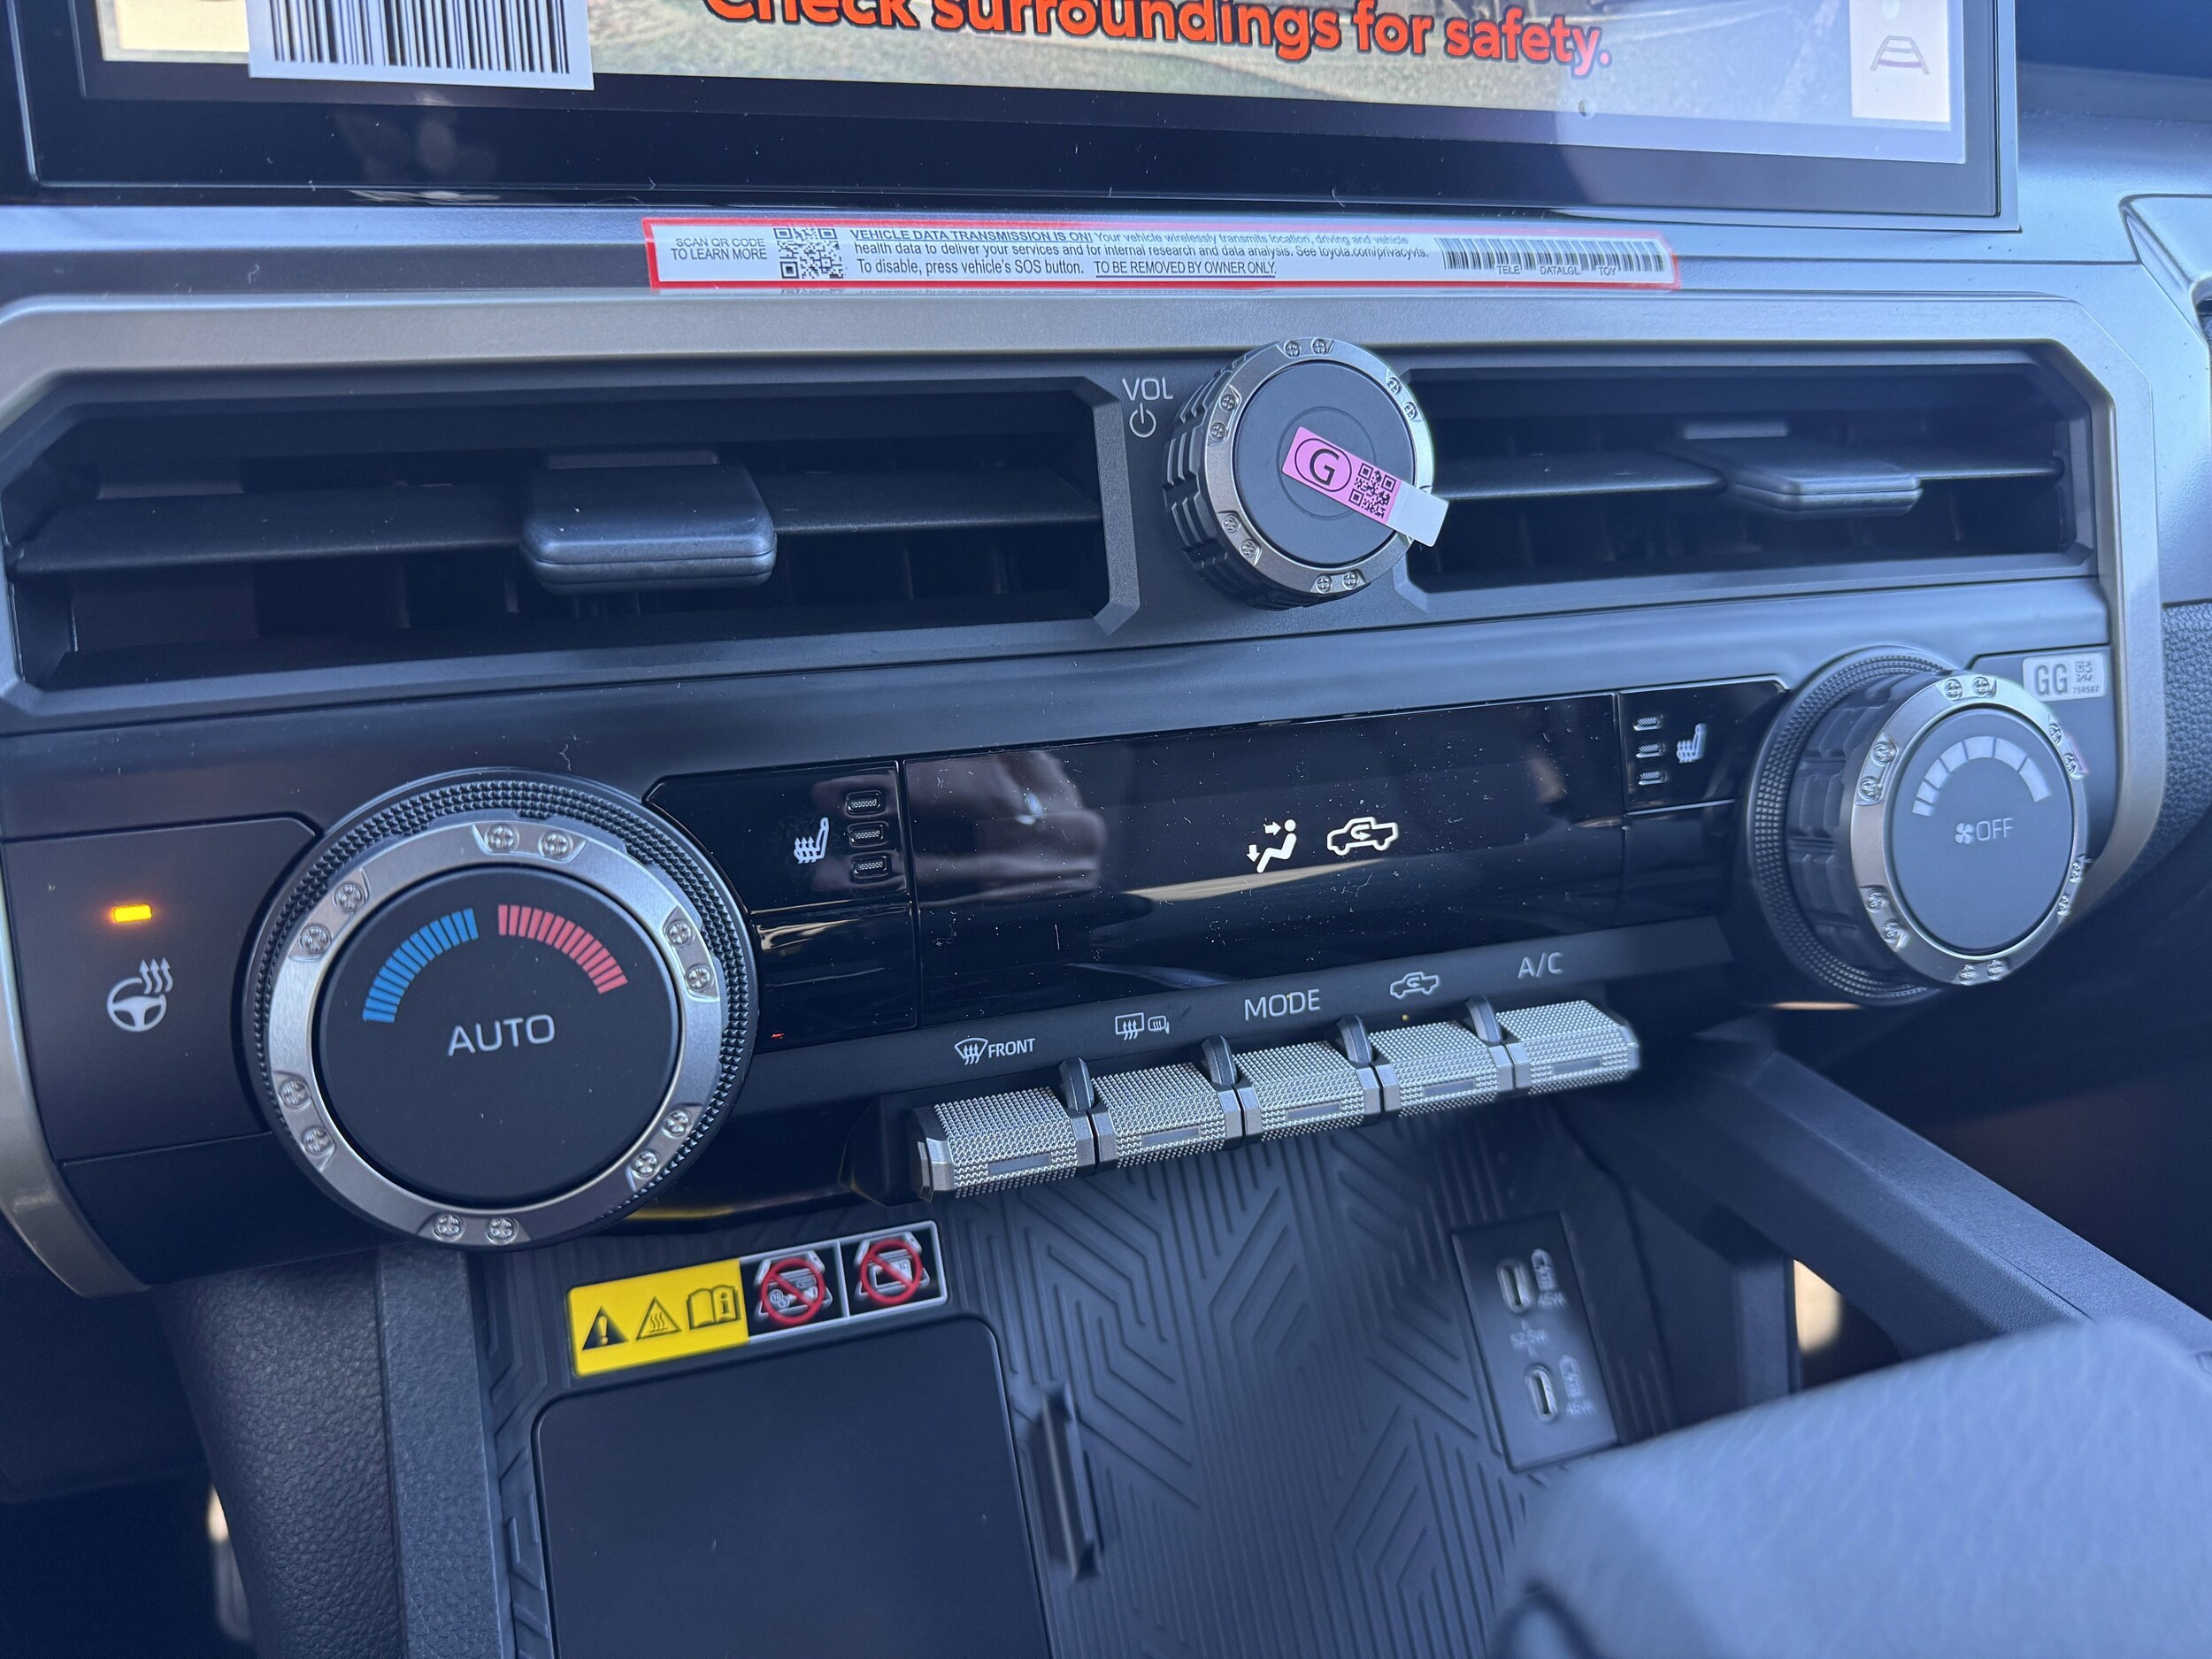 Check surroundings for safety.
SCAN QR CODE
TO LEARN MORE
VEHICLE DATA TRANSMISSION IS ON! Your vehicle wirelessly transmits location, driving and vehicle
health data to deliver your services and for internal research and data analysis. See toyota.com/privacyvts.
To disable, press vehicle's SOS button. TO BE REMOVED BY OWNER ONLY.
TELE DATALGL TOY
VOL
G
GG
OFF
AUTO
FRONT
MODE
A/C
45W
45W